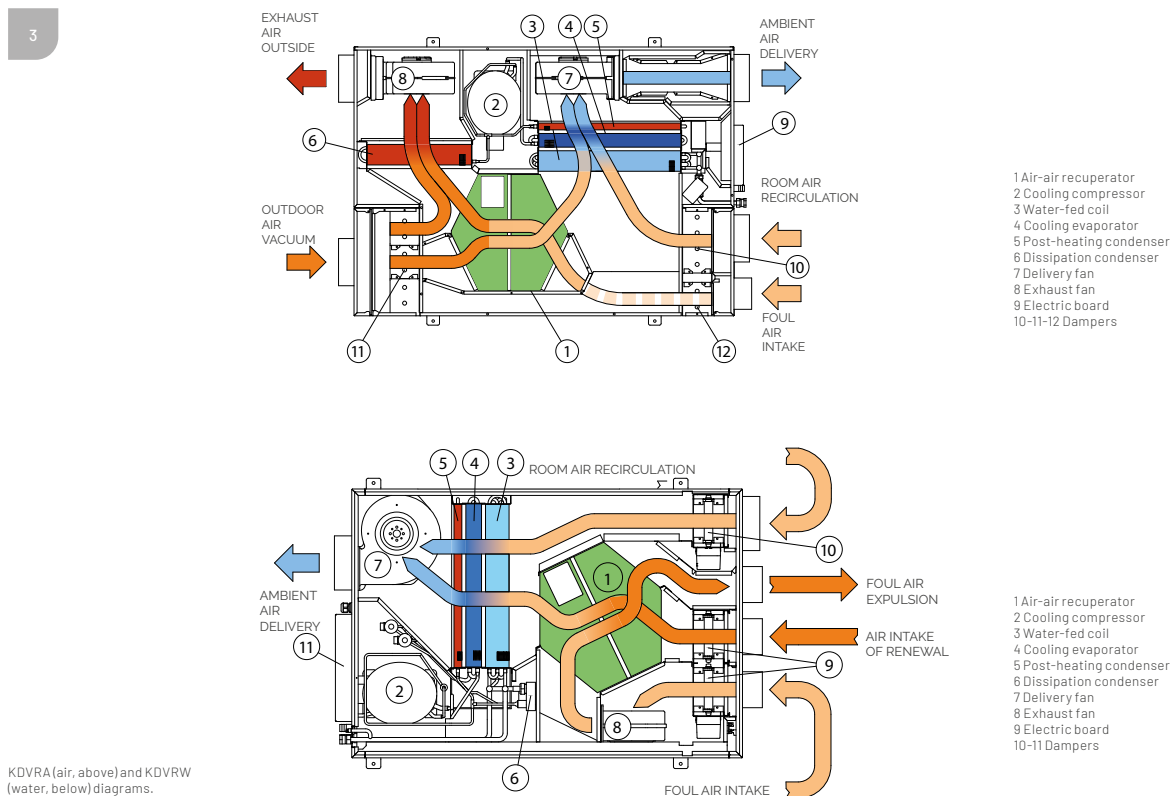 3
EXHAUST
AIR
OUTSIDE
3
4
5
AMBIENT
AIR
DELIVERY
8
7
2
9
6
ROOM AIR
RECIRCULATION
OUTDOOR
AIR
VACUUM
10
FOUL
AIR
INTAKE
11
1
12
1 Air-air recuperator
2 Cooling compressor
3 Water-fed coil
4 Cooling evaporator
5 Post-heating condenser
6 Dissipation condenser
7 Delivery fan
8 Exhaust fan
9 Electric board
10-11-12 Dampers
5
4
3
ROOM AIR RECIRCULATION
10
7
1
FOUL AIR
EXPULSION
AMBIENT
AIR
DELIVERY
11
AIR INTAKE
OF RENEWAL
9
2
8
6
FOUL AIR INTAKE
1 Air-air recuperator
2 Cooling compressor
3 Water-fed coil
4 Cooling evaporator
5 Post-heating condenser
6 Dissipation condenser
7 Delivery fan
8 Exhaust fan
9 Electric board
10-11 Dampers
KDVRA (air, above) and KDVRW
(water, below) diagrams.